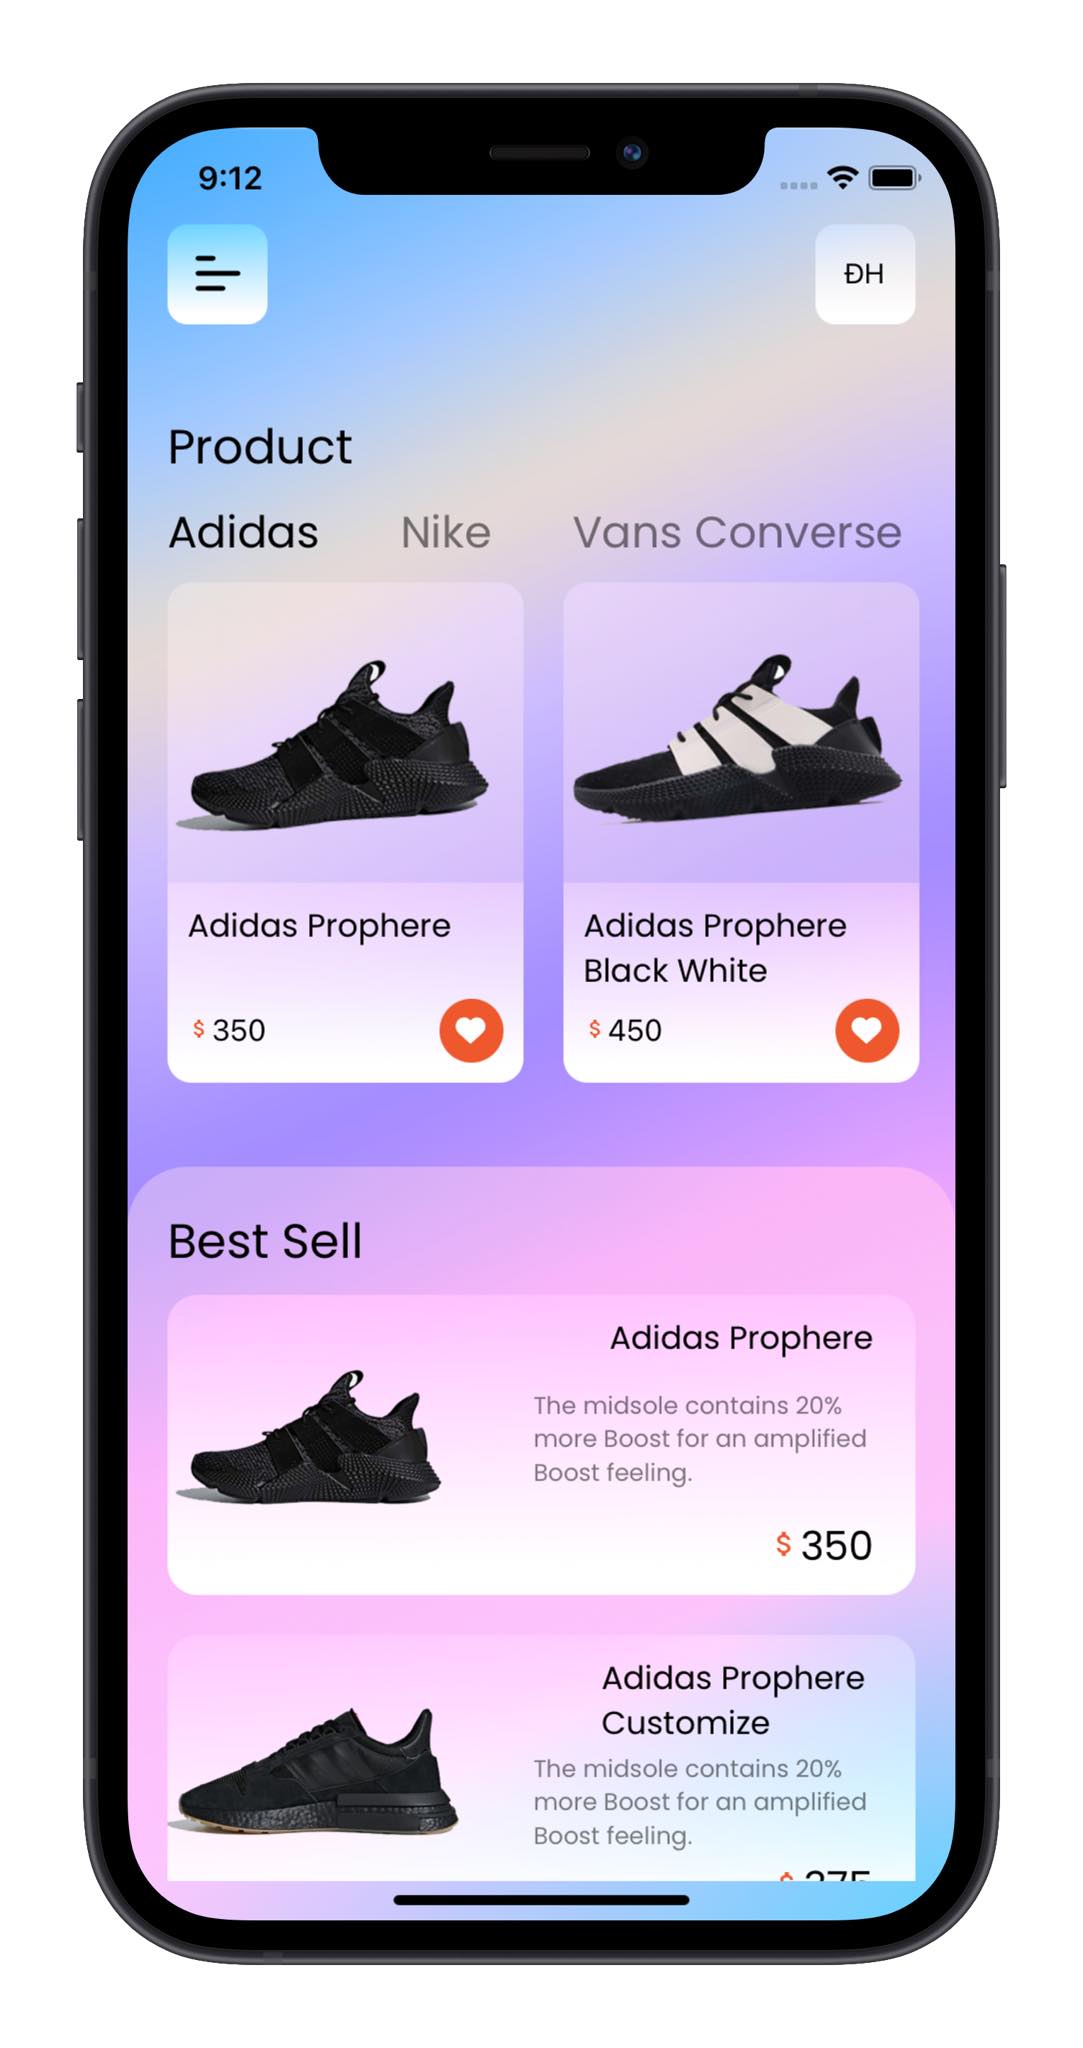 9:12
ĐH
Product
Adidas Nike Vans Converse
Adidas Prophere
$ 350
Adidas Prophere
Black White
$ 450
Best Sell
Adidas Prophere
The midsole contains 20%
more Boost for an amplified
Boost feeling.
$ 350
Adidas Prophere
Customize
The midsole contains 20%
more Boost for an amplified
Boost feeling.